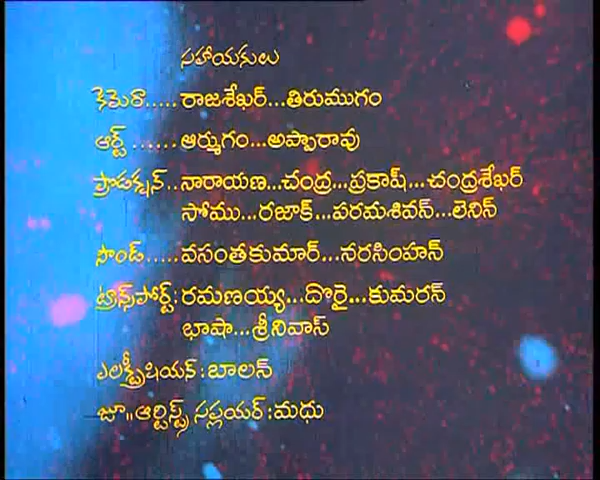 సహాయకులు
కెమెరా..... రాజశేఖర్...తిరుముగం
ఆర్ట్ ...... ఆర్ముగం...అప్పారావు
ప్రొడక్షన్.. నారాయణ...చంద్ర...ప్రకాష్...చంద్రశేఖర్
సోము...రజాక్...పరమశివన్...లెనిన్
సౌండ్..... వసంతకుమార్...నరసింహన్
ట్రాన్స్‌పోర్ట్: రమణయ్య...దొరై...కుమరన్
భాషా...శ్రీనివాస్
ఎలక్ట్రీషియన్ : బాలన్
జూ॥ఆర్టిస్ట్స్ సప్లయర్ : మధు